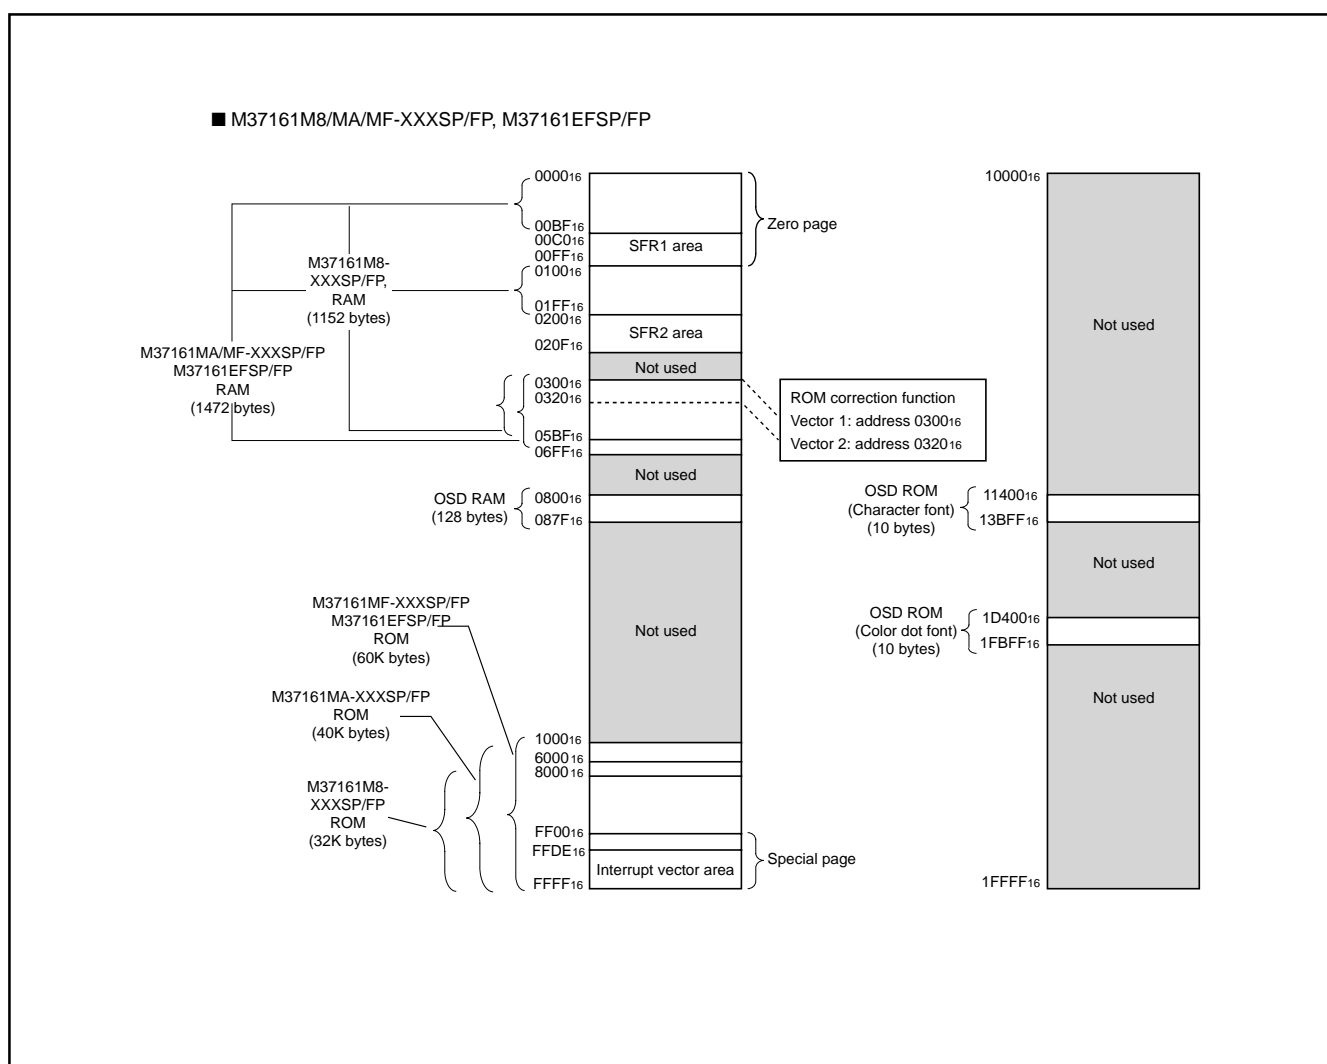 ■ M37161M8/MA/MF-XXXSP/FP, M37161EFSP/FP
000016
00BF16
00C016
00FF16
010016
01FF16
020016
020F16
030016
032016
05BF16
06FF16
080016
087F16
100016
600016
800016
FF0016
FFDE16
FFFF16
SFR1 area
SFR2 area
Not used
Not used
Not used
Interrupt vector area
Zero page
Special page
M37161M8-
XXXSP/FP,
RAM
(1152 bytes)
M37161MA/MF-XXXSP/FP
M37161EFSP/FP
RAM
(1472 bytes)
OSD RAM
(128 bytes)
M37161MF-XXXSP/FP
M37161EFSP/FP
ROM
(60K bytes)
M37161MA-XXXSP/FP
ROM
(40K bytes)
M37161M8-
XXXSP/FP
ROM
(32K bytes)
ROM correction function
Vector 1: address 030016
Vector 2: address 032016
1000016
Not used
OSD ROM
(Character font)
(10 bytes)
1140016
13BFF16
Not used
OSD ROM
(Color dot font)
(10 bytes)
1D40016
1FBFF16
Not used
1FFFF16